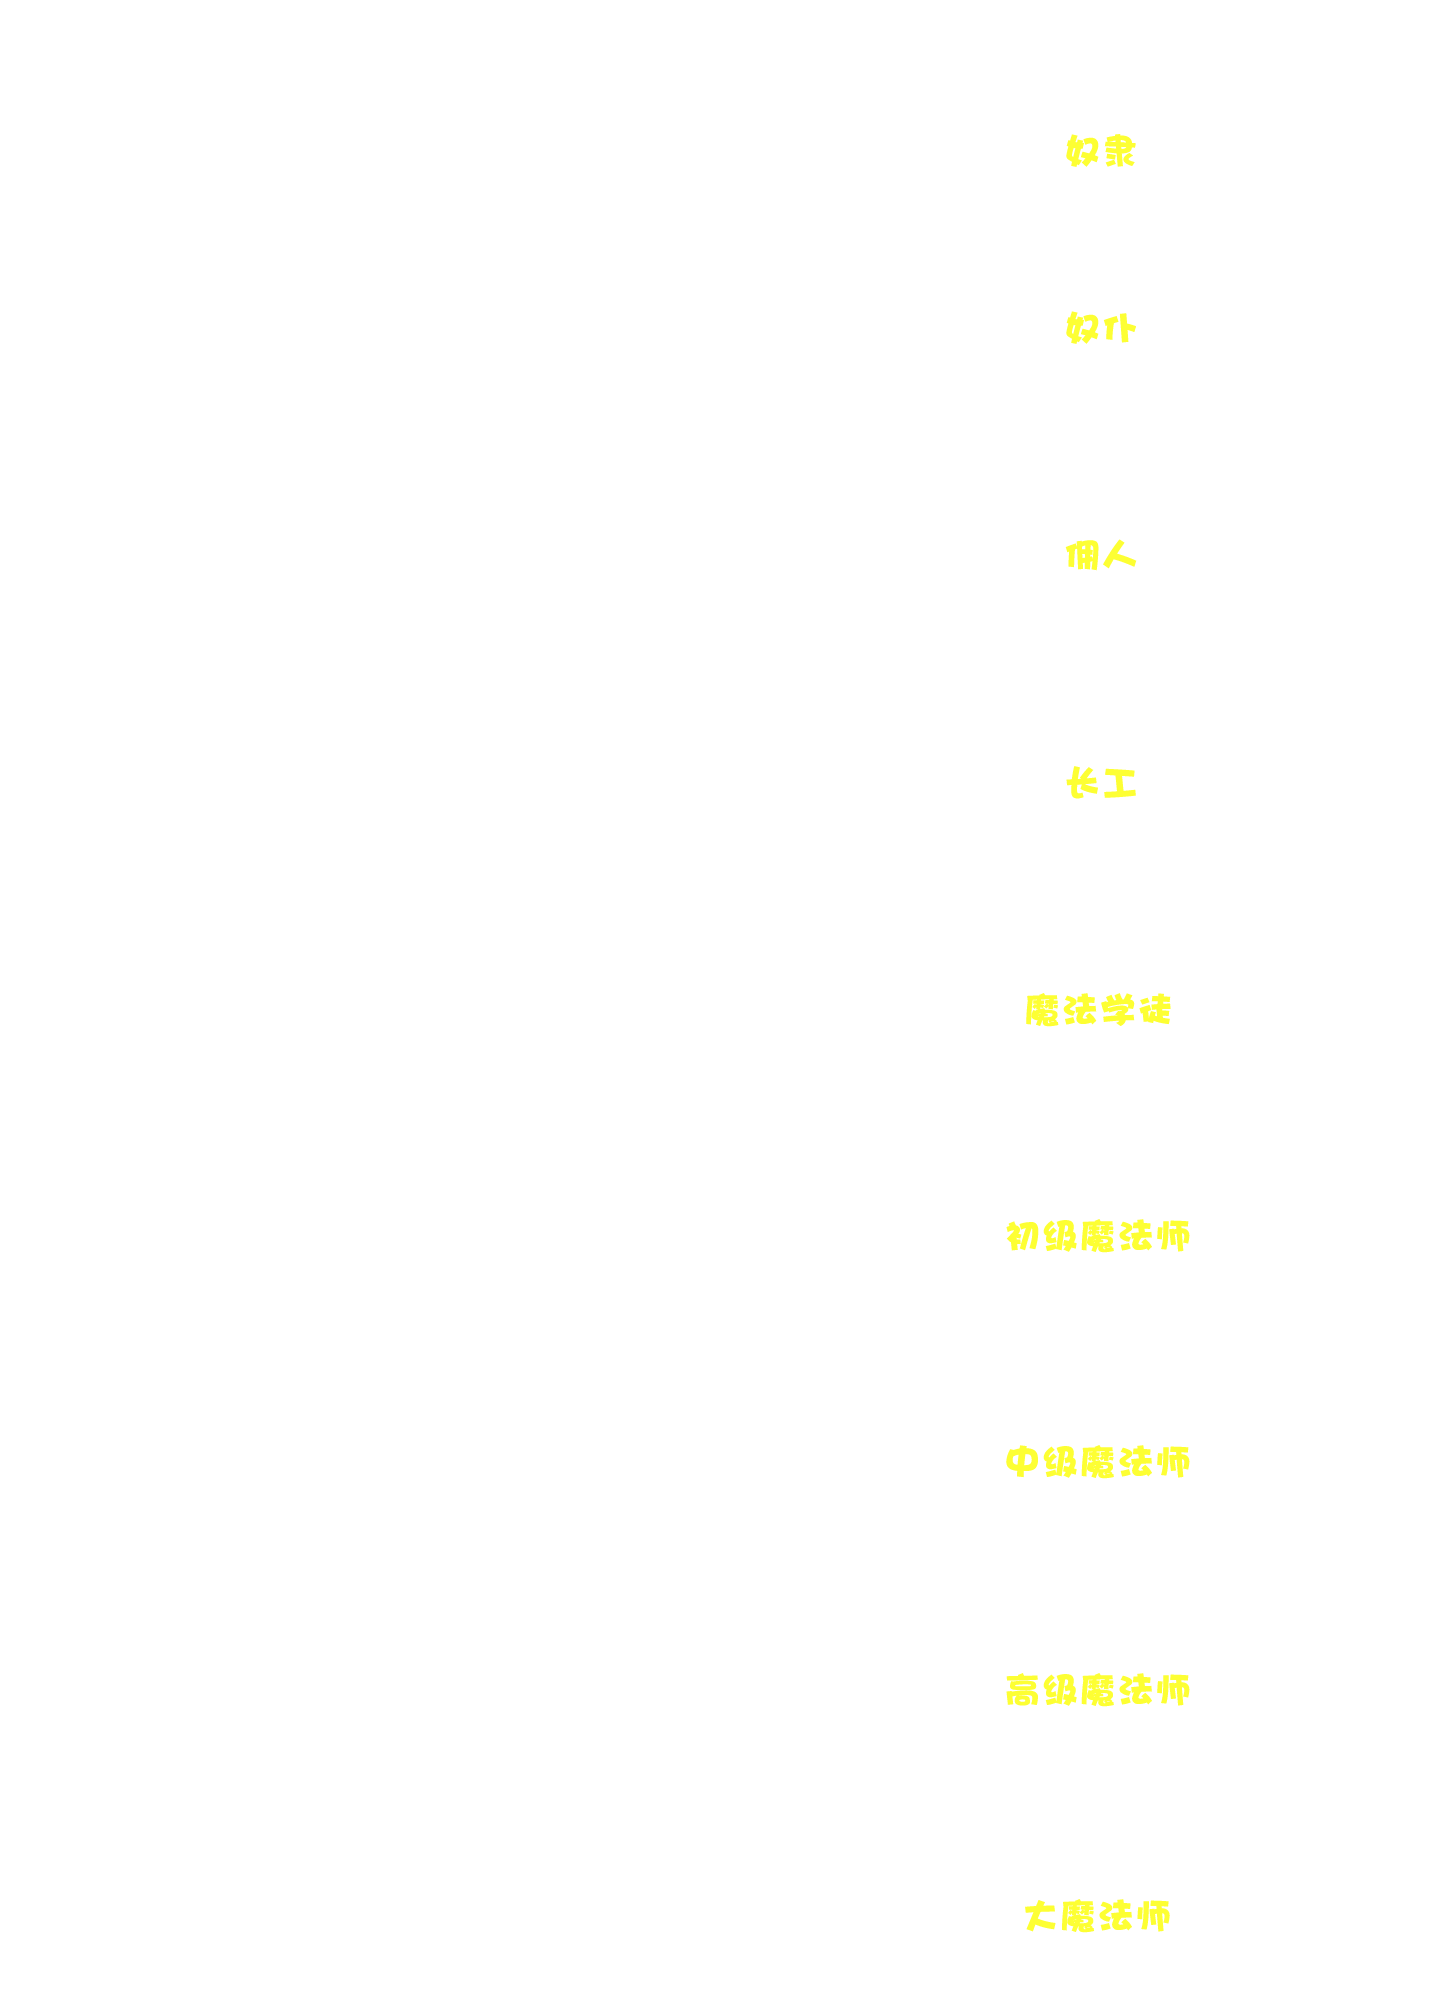 奴隶
奴仆
佣人
长工
魔法学徒
初级魔法师
中级魔法师
高级魔法师
大魔法师